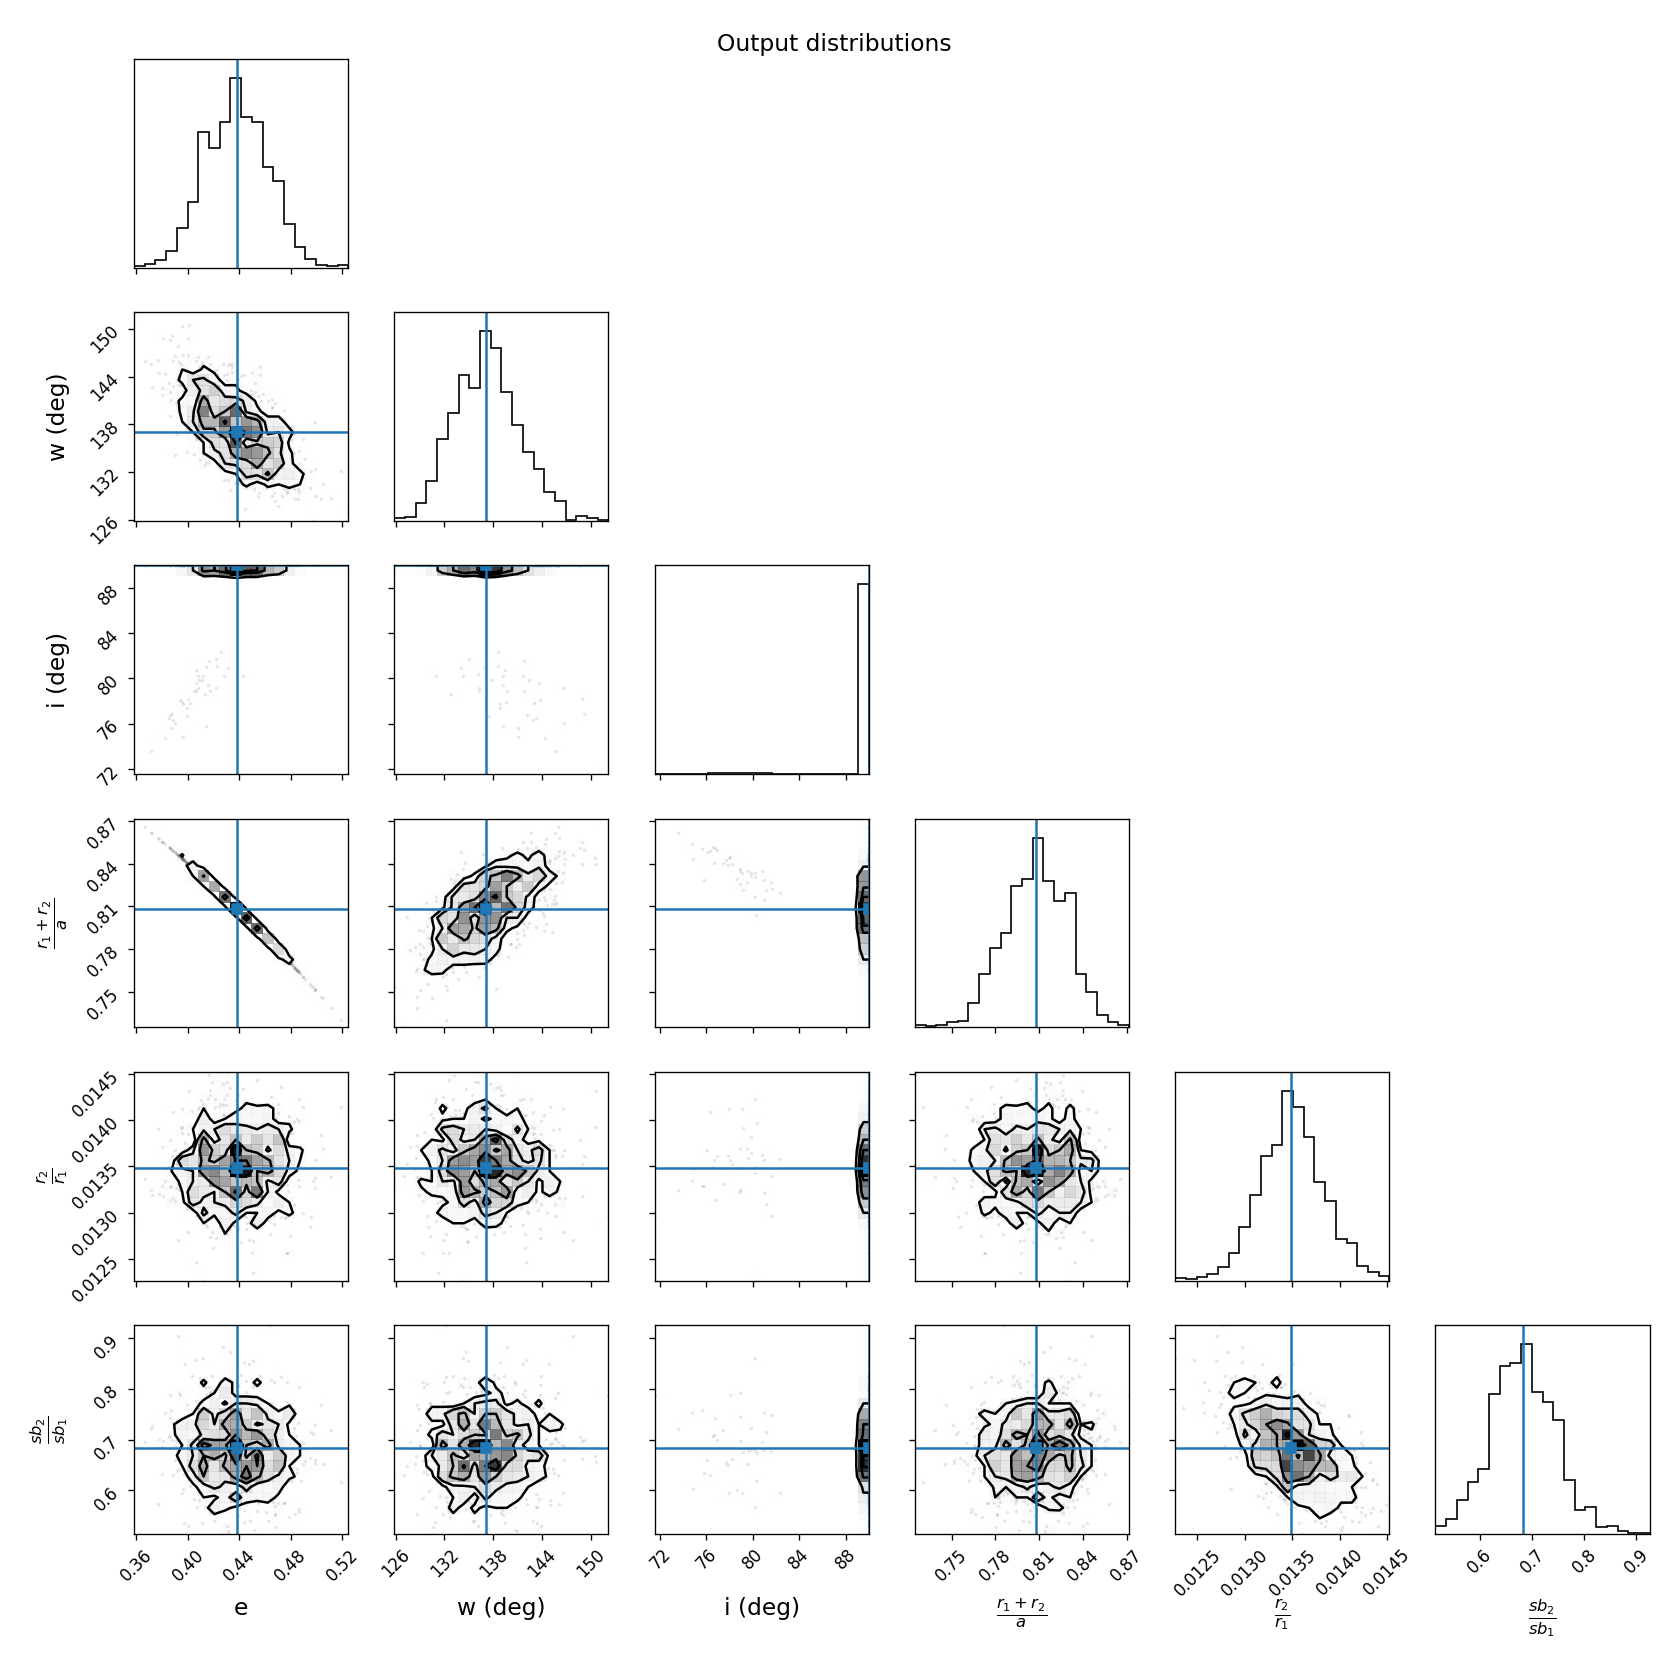 Output distributions
150
144
138
132
126
w (deg)
88
84
80
76
72
i (deg)
0.87
0.84
0.81
0.78
0.75
r₁ + r₂
a
0.0145
0.0140
0.0135
0.0130
0.0125
r₂
r₁
0.9
0.8
0.7
0.6
sb₂
sb₁
0.36 0.40 0.44 0.48 0.52
126 132 138 144 150
72 76 80 84 88
0.75 0.78 0.81 0.84 0.87
0.0125 0.0130 0.0135 0.0140 0.0145
0.6 0.7 0.8 0.9
e
w (deg)
i (deg)
r₁ + r₂
a
r₂
r₁
sb₂
sb₁